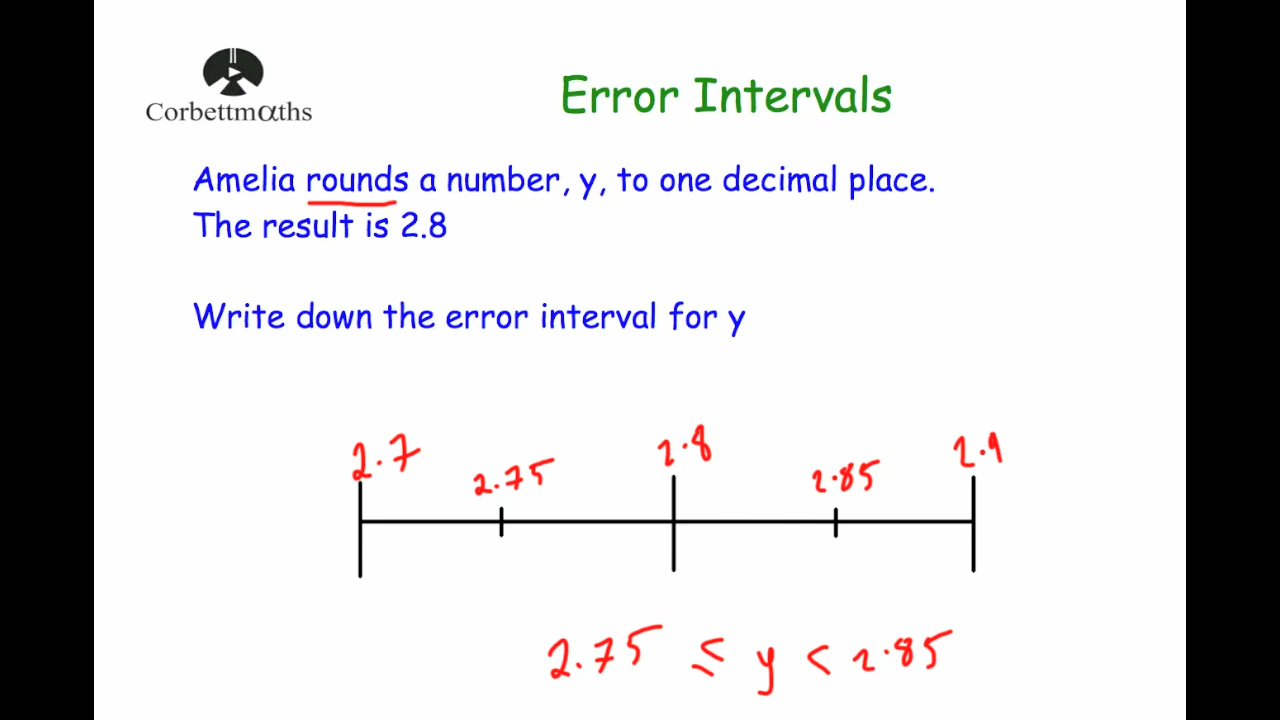 Corbettmαths
Error Intervals
Amelia rounds a number, y, to one decimal place.
The result is 2.8
Write down the error interval for y
2.7 2.75 2.8 2.85 2.9
2.75 ≤ y < 2.85